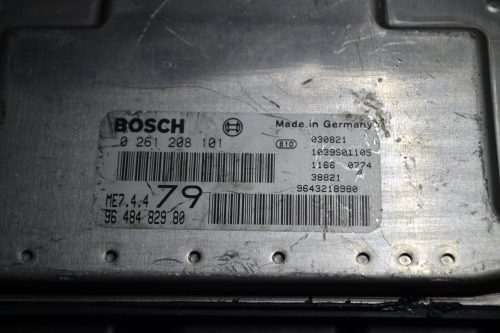 BOSCH
Made in Germany
0 261 208 101
810
030821
1039S01105
1166 0774
38821
9643218980
ME7.4.4
79
96 484 829 80